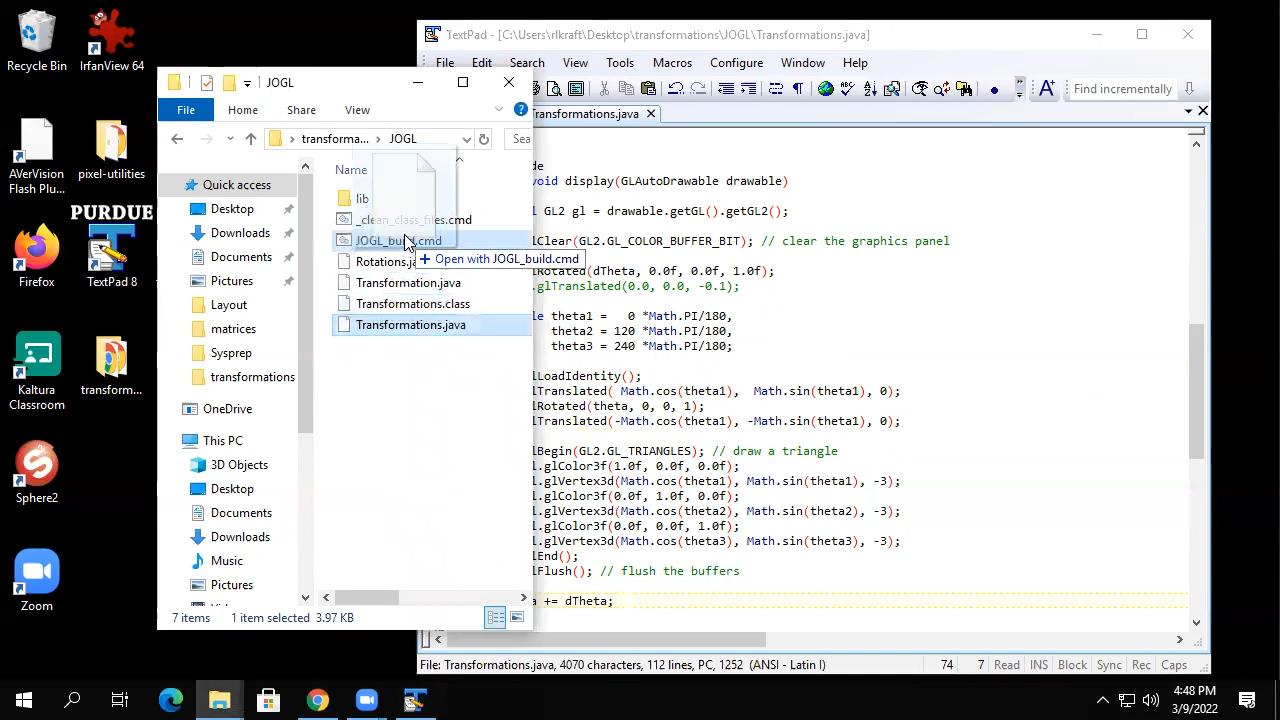 Recycle Bin
IrfanView 64
AVerVision
Flash Plu...
pixel-utilities
PURDUE
Firefox
TextPad 8
Kaltura
Classroom
transform...
Sphere2
Zoom
JOGL
File
Home
Share
View
transforma...
JOGL
Sea
Quick access
Desktop
Downloads
Documents
Pictures
Layout
matrices
Sysprep
transformations
OneDrive
This PC
3D Objects
Desktop
Documents
Downloads
Music
Pictures
Name
lib
_clean_class_files.cmd
JOGL_build.cmd
Open with JOGL_build.cmd
Rotations.ja
Transformation.java
Transformations.class
Transformations.java
7 items
1 item selected 3.97 KB
TextPad - [C:\Users\rlkraft\Desktop\transformations\JOGL\Transformations.java]
File Edit Search View Tools Macros Configure Window Help
Find incrementally
ransformations.java
de
void display(GLAutoDrawable drawable)
l GL2 gl = drawable.getGL().getGL2();
lClear(GL2.GL_COLOR_BUFFER_BIT); // clear the graphics panel
lRotated(dTheta, 0.0f, 0.0f, 1.0f);
.glTranslated(0.0, 0.0, -0.1);
le theta1 =   0 *Math.PI/180,
theta2 = 120 *Math.PI/180,
theta3 = 240 *Math.PI/180;
lLoadIdentity();
lTranslated( Math.cos(theta1),  Math.sin(theta1), 0);
lRotated(theta, 0, 0, 1);
lTranslated(-Math.cos(theta1), -Math.sin(theta1), 0);
lBegin(GL2.GL_TRIANGLES); // draw a triangle
l.glColor3f(1.0f, 0.0f, 0.0f);
l.glVertex3d(Math.cos(theta1), Math.sin(theta1), -3);
l.glColor3f(0.0f, 1.0f, 0.0f);
l.glVertex3d(Math.cos(theta2), Math.sin(theta2), -3);
l.glColor3f(0.0f, 0.0f, 1.0f);
l.glVertex3d(Math.cos(theta3), Math.sin(theta3), -3);
lEnd();
lFlush(); // flush the buffers
a += dTheta;
File: Transformations.java, 4070 characters, 112 lines, PC, 1252 (ANSI - Latin I)
74 7 Read INS Block Sync Rec Caps
4:48 PM
3/9/2022